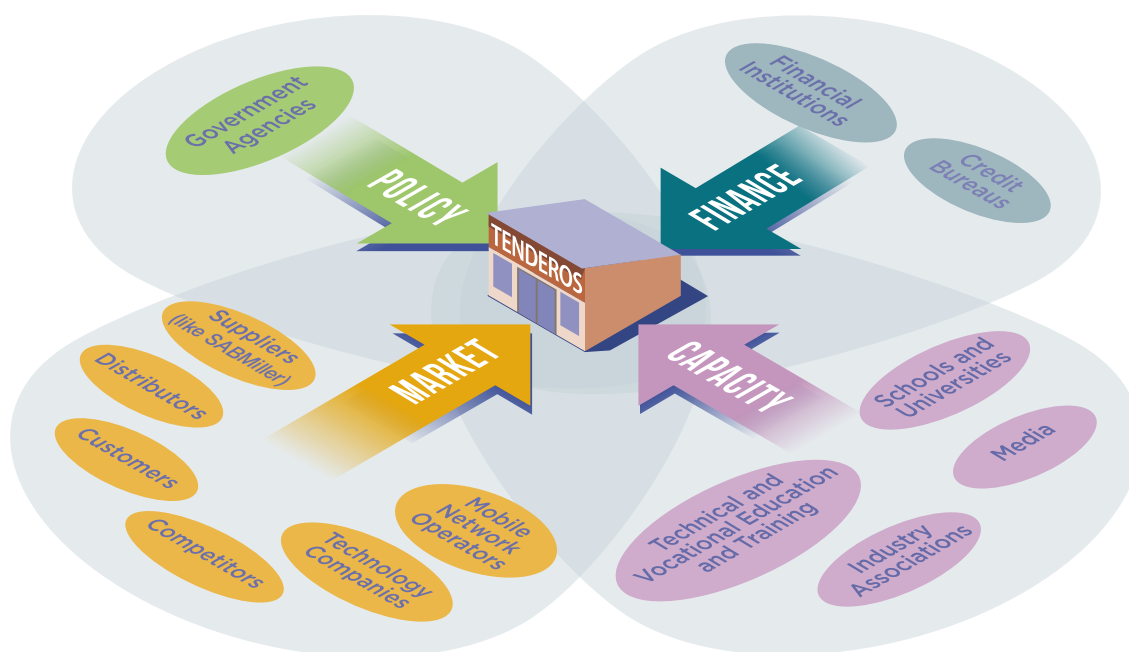 Government
Agencies
POLICY
Financial
Institutions
Credit
Bureaus
FINANCE
TENDEROS
Suppliers
(like SABMiller)
Distributors
Customers
Competitors
Technology
Companies
Mobile
Network
Operators
MARKET
CAPACITY
Schools and
Universities
Media
Technical and
Vocational Education
and Training
Industry
Associations